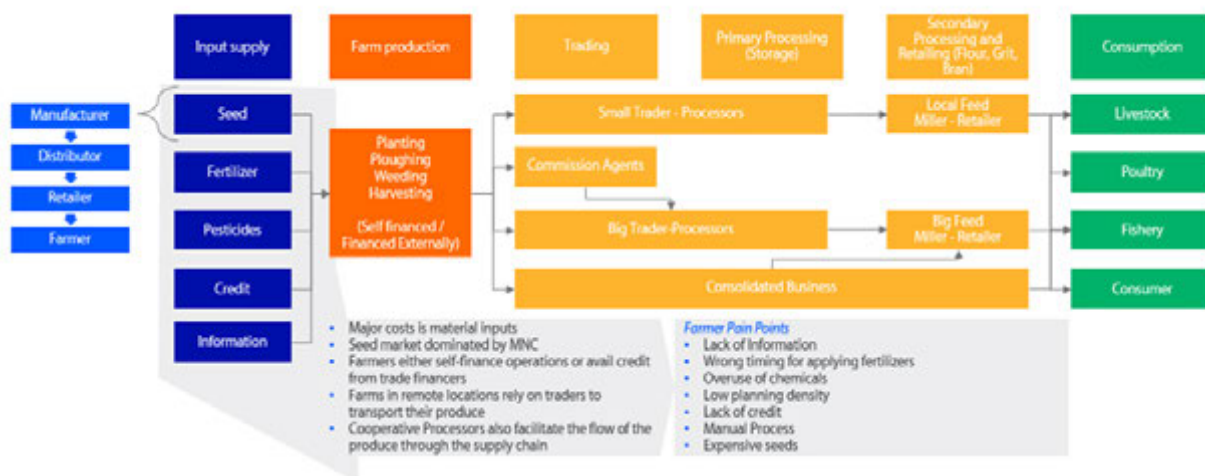 Input supply
Farm production
Trading
Primary Processing
(Storage)
Secondary
Processing and
Retailing (Flour, Grit,
Bran)
Consumption
Manufacturer
Distributor
Retailer
Farmer
Seed
Fertilizer
Pesticides
Credit
Information
Planting
Ploughing
Weeding
Harvesting
(Self financed /
Financed Externally)
Small Trader - Processors
Commission Agents
Big Trader-Processors
Consolidated Business
Local Feed
Miller - Retailer
Big Feed
Miller - Retailer
Livestock
Poultry
Fishery
Consumer
• Major costs is material inputs
• Seed market dominated by MNC
• Farmers either self-finance operations or avail credit
from trade financers
• Farms in remote locations rely on traders to
transport their produce
• Cooperative Processors also facilitate the flow of the
produce through the supply chain
Farmer Pain Points
• Lack of Information
• Wrong timing for applying fertilizers
• Overuse of chemicals
• Low planning density
• Lack of credit
• Manual Process
• Expensive seeds